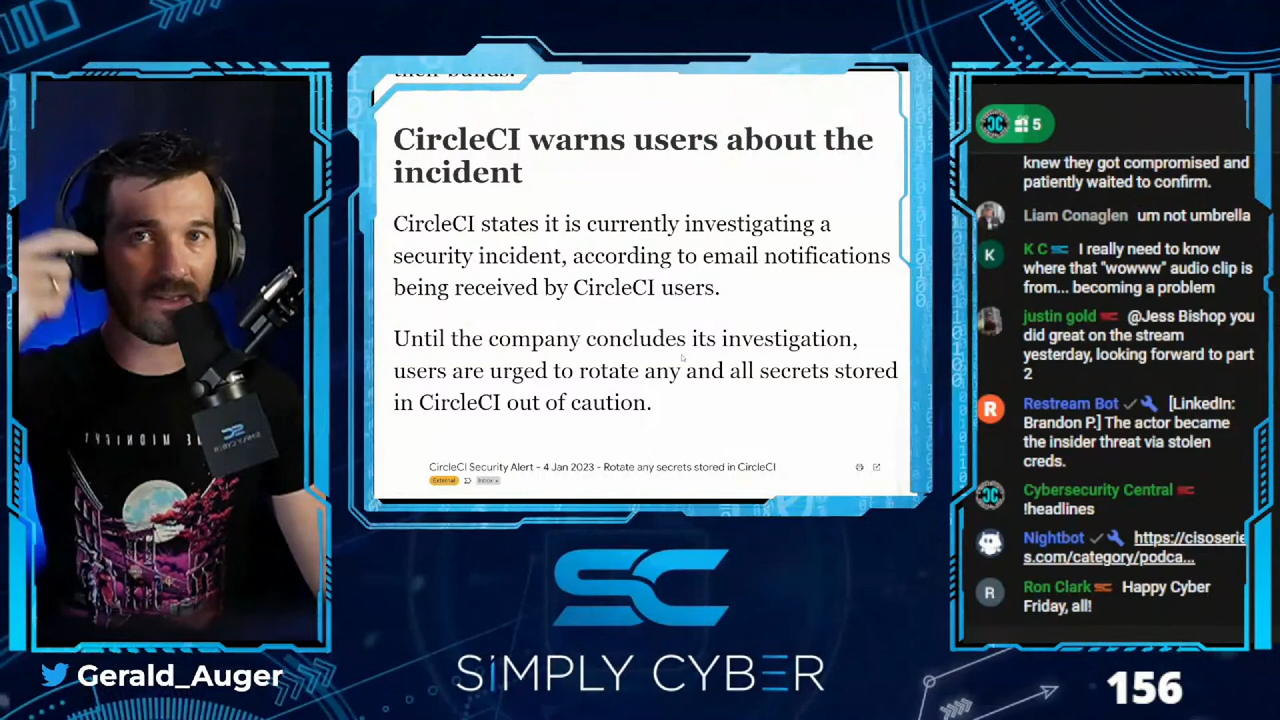 their builds.
CircleCI warns users about the
incident
CircleCI states it is currently investigating a
security incident, according to email notifications
being received by CircleCI users.
Until the company concludes its investigation,
users are urged to rotate any and all secrets stored
in CircleCI out of caution.
CircleCI Security Alert - 4 Jan 2023 - Rotate any secrets stored in CircleCI
External
Inbox
THE MIDNIGHT
SC
SIMPLY CYBER
Gerald_Auger
5
knew they got compromised and
patiently waited to confirm.
Liam Conaglen um not umbrella
K
K C I really need to know
where that "wowww" audio clip is
from... becoming a problem
justin gold @Jess Bishop you
did great on the stream
yesterday, looking forward to part
2
R
Restream Bot [LinkedIn:
Brandon P.] The actor became
the insider threat via stolen
creds.
Cybersecurity Central
!headlines
Nightbot https://cisoserie
s.com/category/podca...
R
Ron Clark Happy Cyber
Friday, all!
156